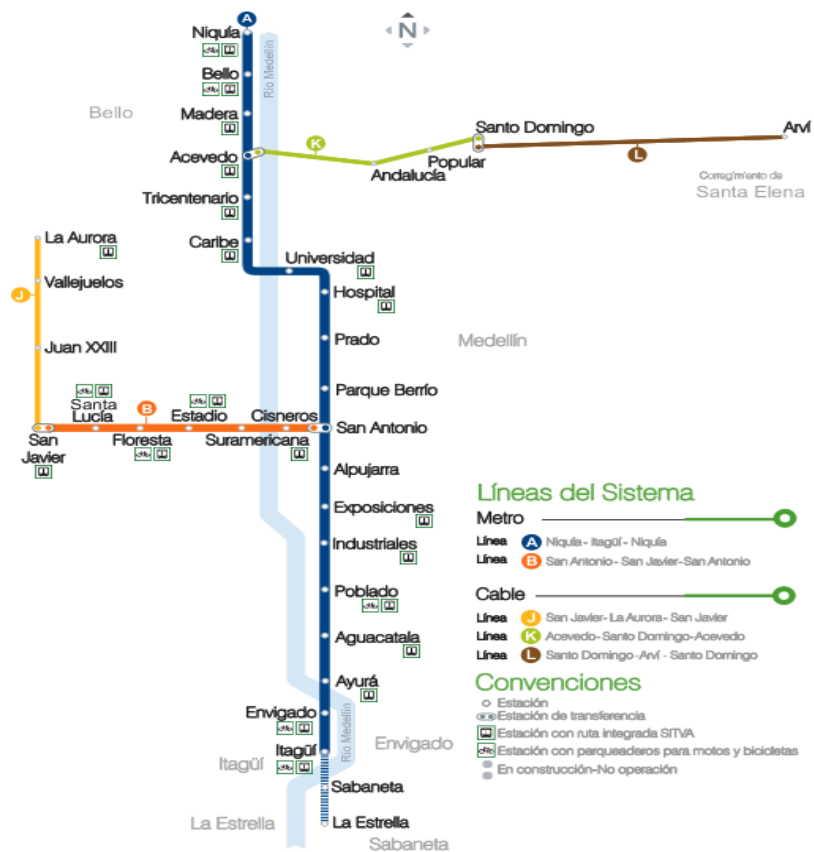 A
N
Niquía
Río Medellín
Bello
Bello
Madera
Santo Domingo
Arví
K
Acevedo
Popular
L
Andalucía
Corregimiento de
Santa Elena
Tricentenario
La Aurora
Caribe
Universidad
Vallejuelos
J
Hospital
Prado
Medellín
Juan XXIII
Parque Berrío
Santa
Lucía
B
Estadio
Cisneros
San Antonio
San
Javier
Floresta
Suramericana
Alpujarra
Exposiciones
Industriales
Poblado
Aguacatala
Ayurá
Envigado
Río Medellín
Envigado
Itagüí
Itagüí
Sabaneta
La Estrella
La Estrella
Sabaneta
Líneas del Sistema
Metro
Línea A Niquía - Itagüí - Niquía
Línea B San Antonio - San Javier-San Antonio
Cable
Línea J San Javier- La Aurora - San Javier
Línea K Acevedo-Santo Domingo-Acevedo
Línea L Santo Domingo-Arví - Santo Domingo
Convenciones
Estación
Estación de transferencia
Estación con ruta integrada SITVA
Estación con parqueaderos para motos y bicicletas
En construcción-No operación